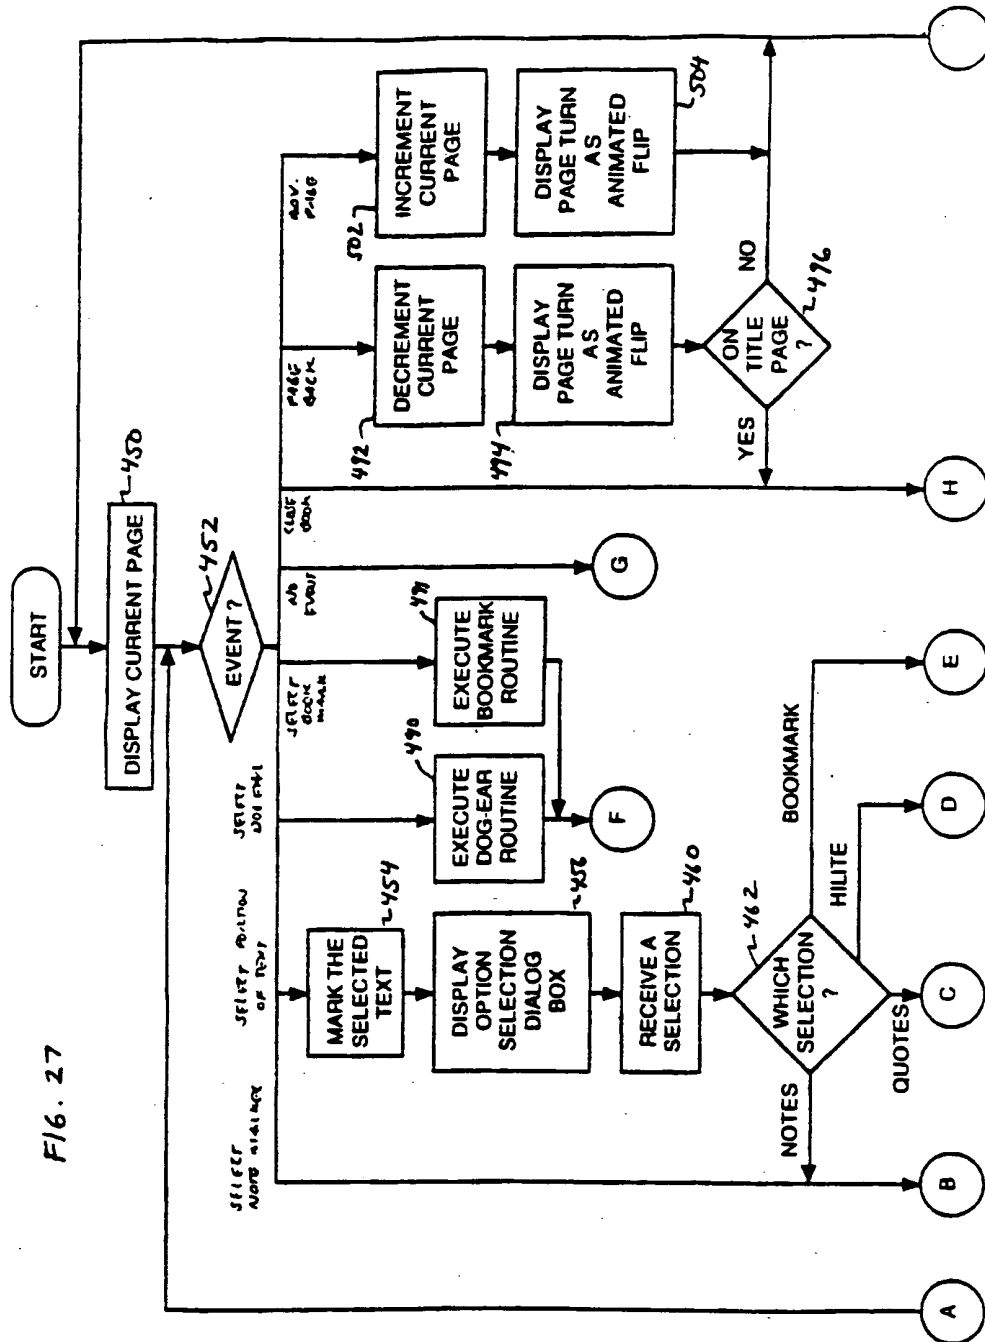 FIG. 27
START
DISPLAY CURRENT PAGE
450
EVENT?
452
SELECT
NOTE MARKER
SELECT PORTION
OF TEXT
SELECT
DOG EAR
SELECT
BOOK
MARK
NO
EVENT
CLOSE
BOOK
PAGE
BACK
ADV.
PAGE
MARK THE
SELECTED
TEXT
454
DISPLAY
OPTION
SELECTION
DIALOG
BOX
456
RECEIVE A
SELECTION
460
WHICH
SELECTION
?
462
NOTES
QUOTES
HILITE
BOOKMARK
EXECUTE
DOG-EAR
ROUTINE
490
EXECUTE
BOOKMARK
ROUTINE
491
DECREMENT
CURRENT
PAGE
492
DISPLAY
PAGE TURN
AS
ANIMATED
FLIP
494
ON
TITLE
PAGE
?
496
YES
NO
INCREMENT
CURRENT
PAGE
502
DISPLAY
PAGE TURN
AS
ANIMATED
FLIP
504
A
B
C
D
E
F
G
H